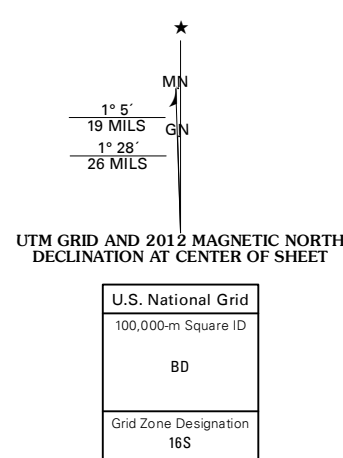 ★
MN
1° 5´
19 MILS
GN
1° 28´
26 MILS
UTM GRID AND 2012 MAGNETIC NORTH
DECLINATION AT CENTER OF SHEET
U.S. National Grid
100,000-m Square ID
BD
Grid Zone Designation
16S